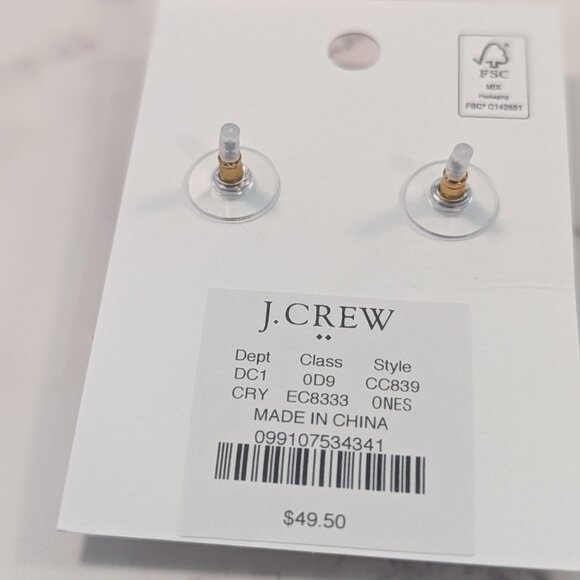 FSC
MIX
Packaging
FSC® C142651
J.CREW
Dept Class Style
DC1 0D9 CC839
CRY EC8333 ONES
MADE IN CHINA
099107534341
$49.50